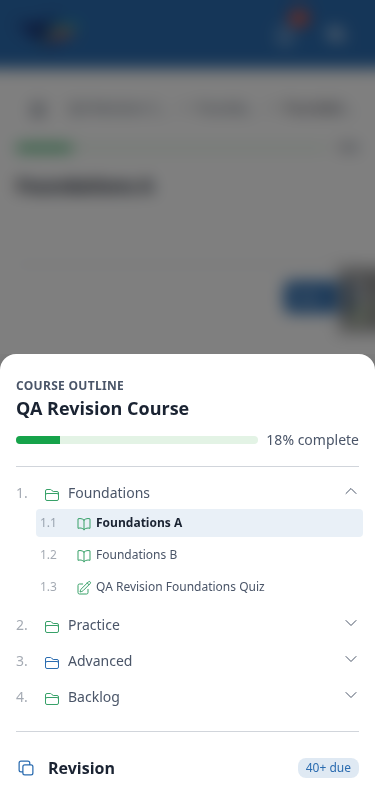 COURSE OUTLINE
QA Revision Course
18% complete
1. Foundations
1.1 Foundations A
1.2 Foundations B
1.3 QA Revision Foundations Quiz
2. Practice
3. Advanced
4. Backlog
Revision 40+ due